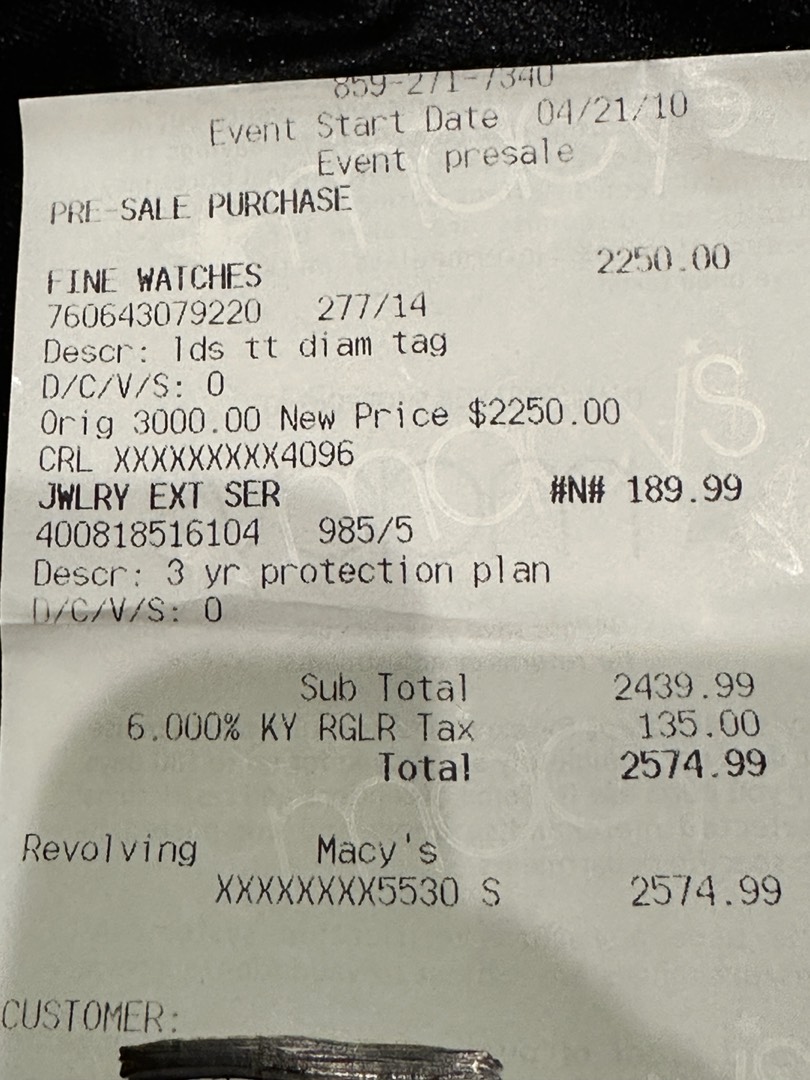 859-271-7340
Event Start Date 04/21/10
Event presale
PRE-SALE PURCHASE
FINE WATCHES 2250.00
760643079220 277/14
Descr: lds tt diam tag
D/C/V/S: 0
Orig 3000.00 New Price $2250.00
CRL XXXXXXXXX4096
JWLRY EXT SER #N# 189.99
400818516104 985/5
Descr: 3 yr protection plan
D/C/V/S: 0
Sub Total 2439.99
6.000% KY RGLR Tax 135.00
Total 2574.99
Revolving Macy's
XXXXXXXX5530 S 2574.99
CUSTOMER: